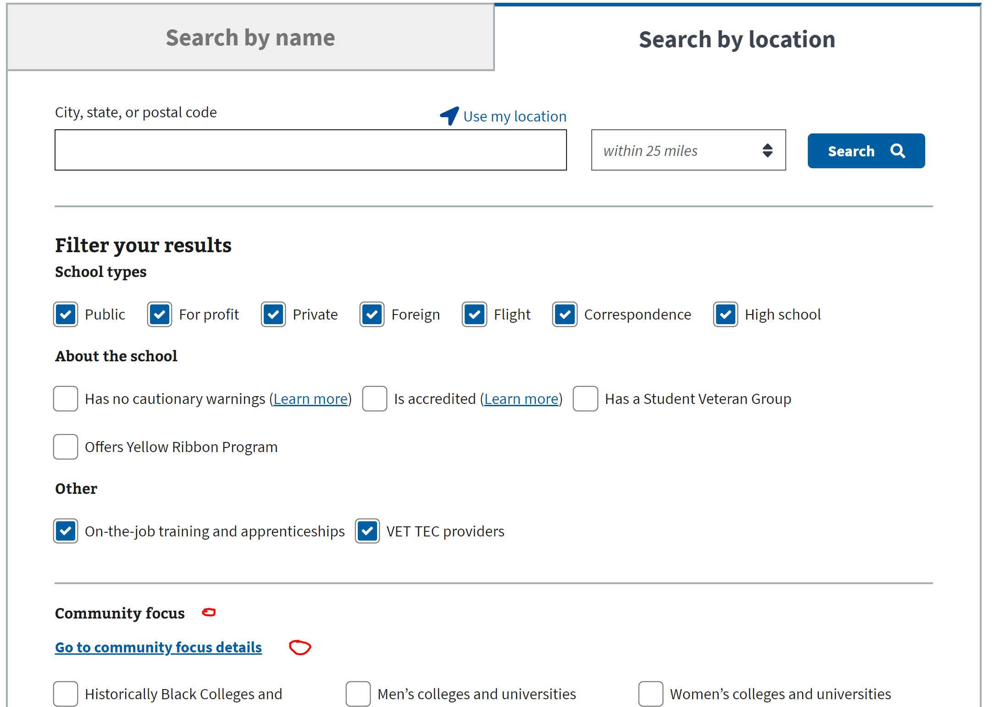 Search by name
Search by location
City, state, or postal code
Use my location
within 25 miles
Search
Filter your results
School types
Public
For profit
Private
Foreign
Flight
Correspondence
High school
About the school
Has no cautionary warnings (Learn more)
Is accredited (Learn more)
Has a Student Veteran Group
Offers Yellow Ribbon Program
Other
On-the-job training and apprenticeships
VET TEC providers
Community focus
Go to community focus details
Historically Black Colleges and
Men’s colleges and universities
Women’s colleges and universities